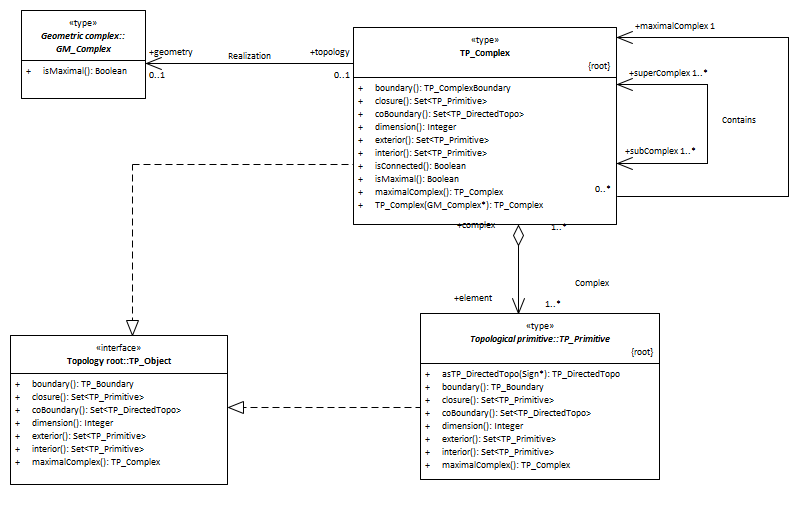 «type»
Geometric complex::
GM_Complex
+ isMaximal(): Boolean
+geometry
0..1
Realization
+topology
0..1
«type»
TP_Complex
{root}
+ boundary(): TP_ComplexBoundary
+ closure(): Set<TP_Primitive>
+ coBoundary(): Set<TP_DirectedTopo>
+ dimension(): Integer
+ exterior(): Set<TP_Primitive>
+ interior(): Set<TP_Primitive>
+ isConnected(): Boolean
+ isMaximal(): Boolean
+ maximalComplex(): TP_Complex
+ TP_Complex(GM_Complex*): TP_Complex
+maximalComplex 1
+superComplex 1..*
Contains
+subComplex 1..*
0..*
+complex
1..*
Complex
+element
1..*
«interface»
Topology root::TP_Object
+ boundary(): TP_Boundary
+ closure(): Set<TP_Primitive>
+ coBoundary(): Set<TP_DirectedTopo>
+ dimension(): Integer
+ exterior(): Set<TP_Primitive>
+ interior(): Set<TP_Primitive>
+ maximalComplex(): TP_Complex
«type»
Topological primitive::TP_Primitive
{root}
+ asTP_DirectedTopo(Sign*): TP_DirectedTopo
+ boundary(): TP_Boundary
+ closure(): Set<TP_Primitive>
+ coBoundary(): Set<TP_DirectedTopo>
+ dimension(): Integer
+ exterior(): Set<TP_Primitive>
+ interior(): Set<TP_Primitive>
+ maximalComplex(): TP_Complex